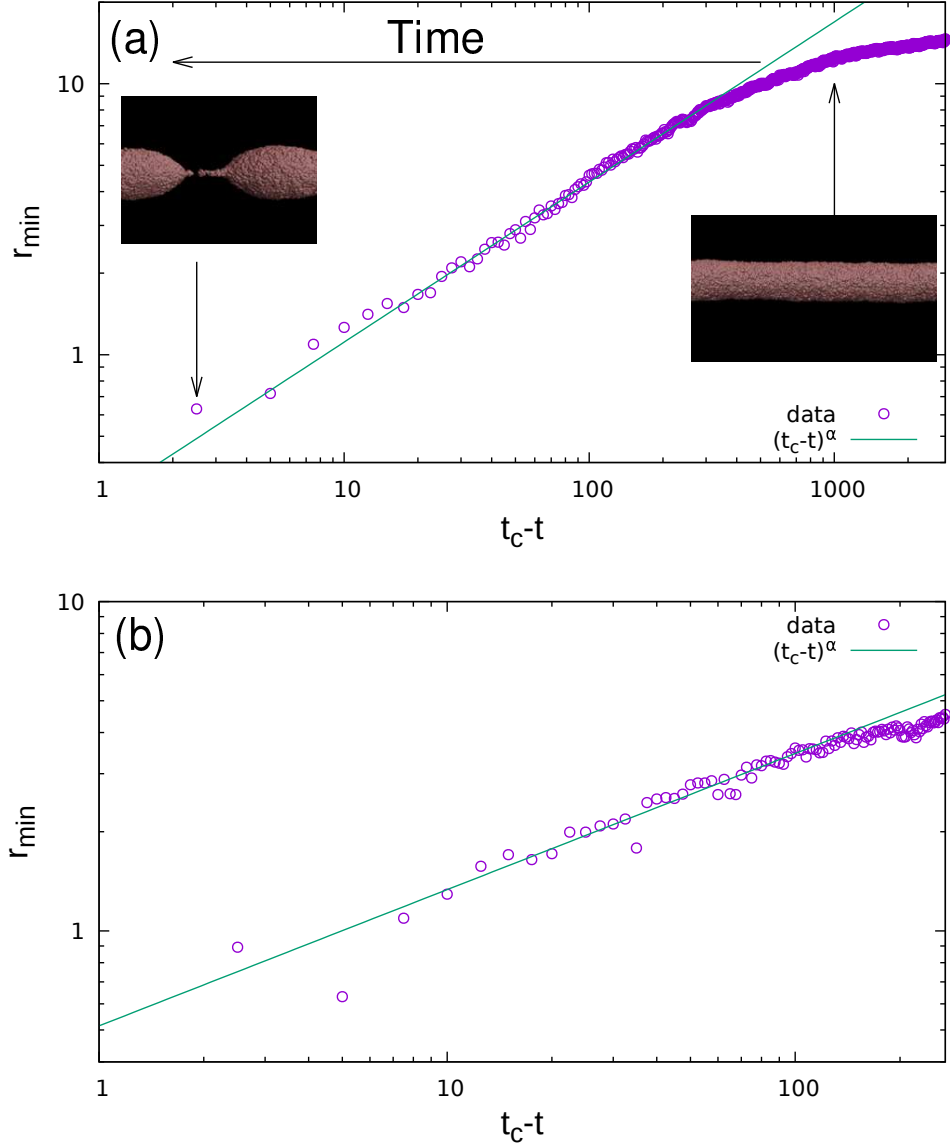 (a)
Time
10
1
r_min
data
(t_c-t)^α
1
10
100
1000
t_c-t
(b)
10
1
r_min
data
(t_c-t)^α
1
10
100
t_c-t